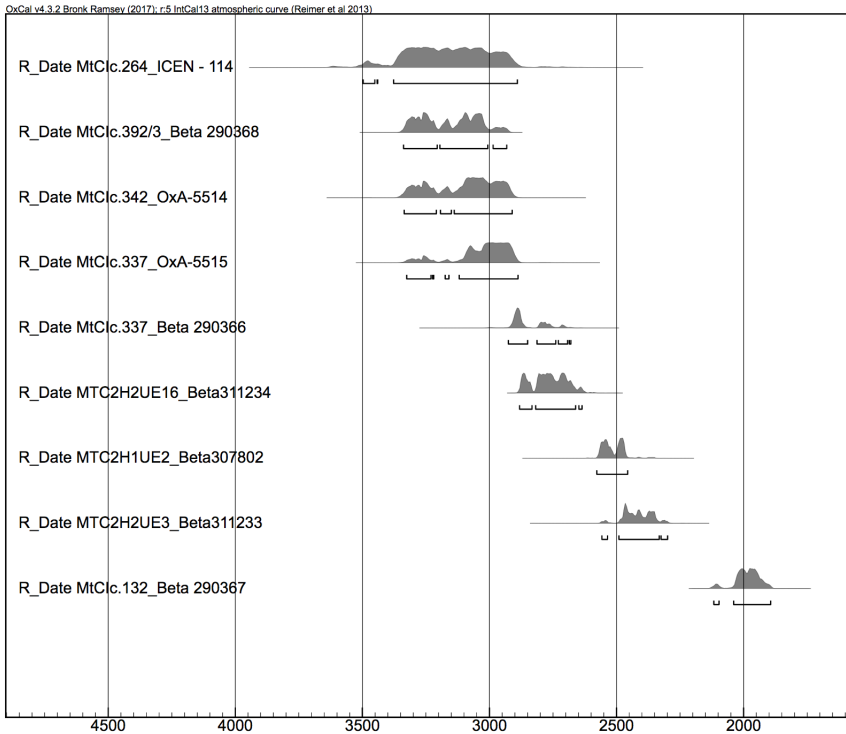 OxCal v4.3.2 Bronk Ramsey (2017); r:5 IntCal13 atmospheric curve (Reimer et al 2013)
R_Date MtClc.264_ICEN - 114
R_Date MtClc.392/3_Beta 290368
R_Date MtClc.342_OxA-5514
R_Date MtClc.337_OxA-5515
R_Date MtClc.337_Beta 290366
R_Date MTC2H2UE16_Beta311234
R_Date MTC2H1UE2_Beta307802
R_Date MTC2H2UE3_Beta311233
R_Date MtClc.132_Beta 290367
4500 4000 3500 3000 2500 2000